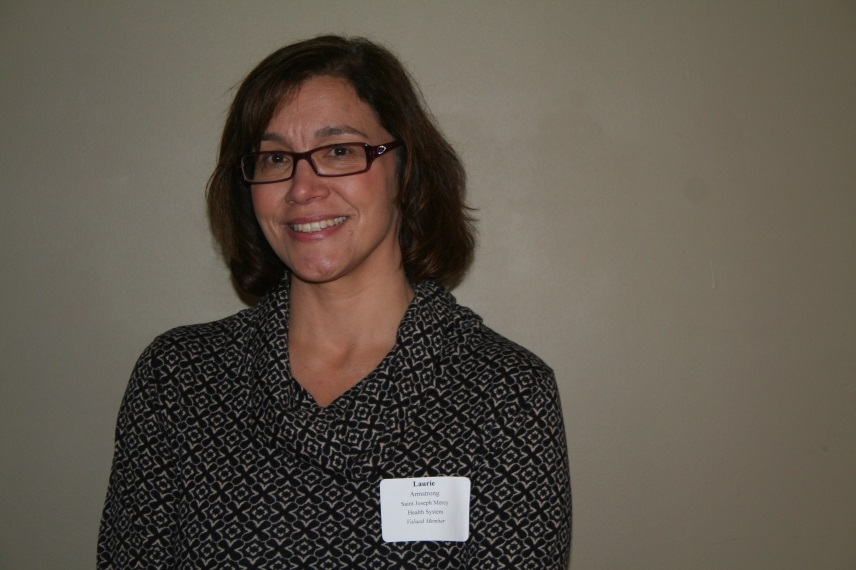 Laurie
Armstrong
Saint Joseph Mercy
Health System
Valued Member